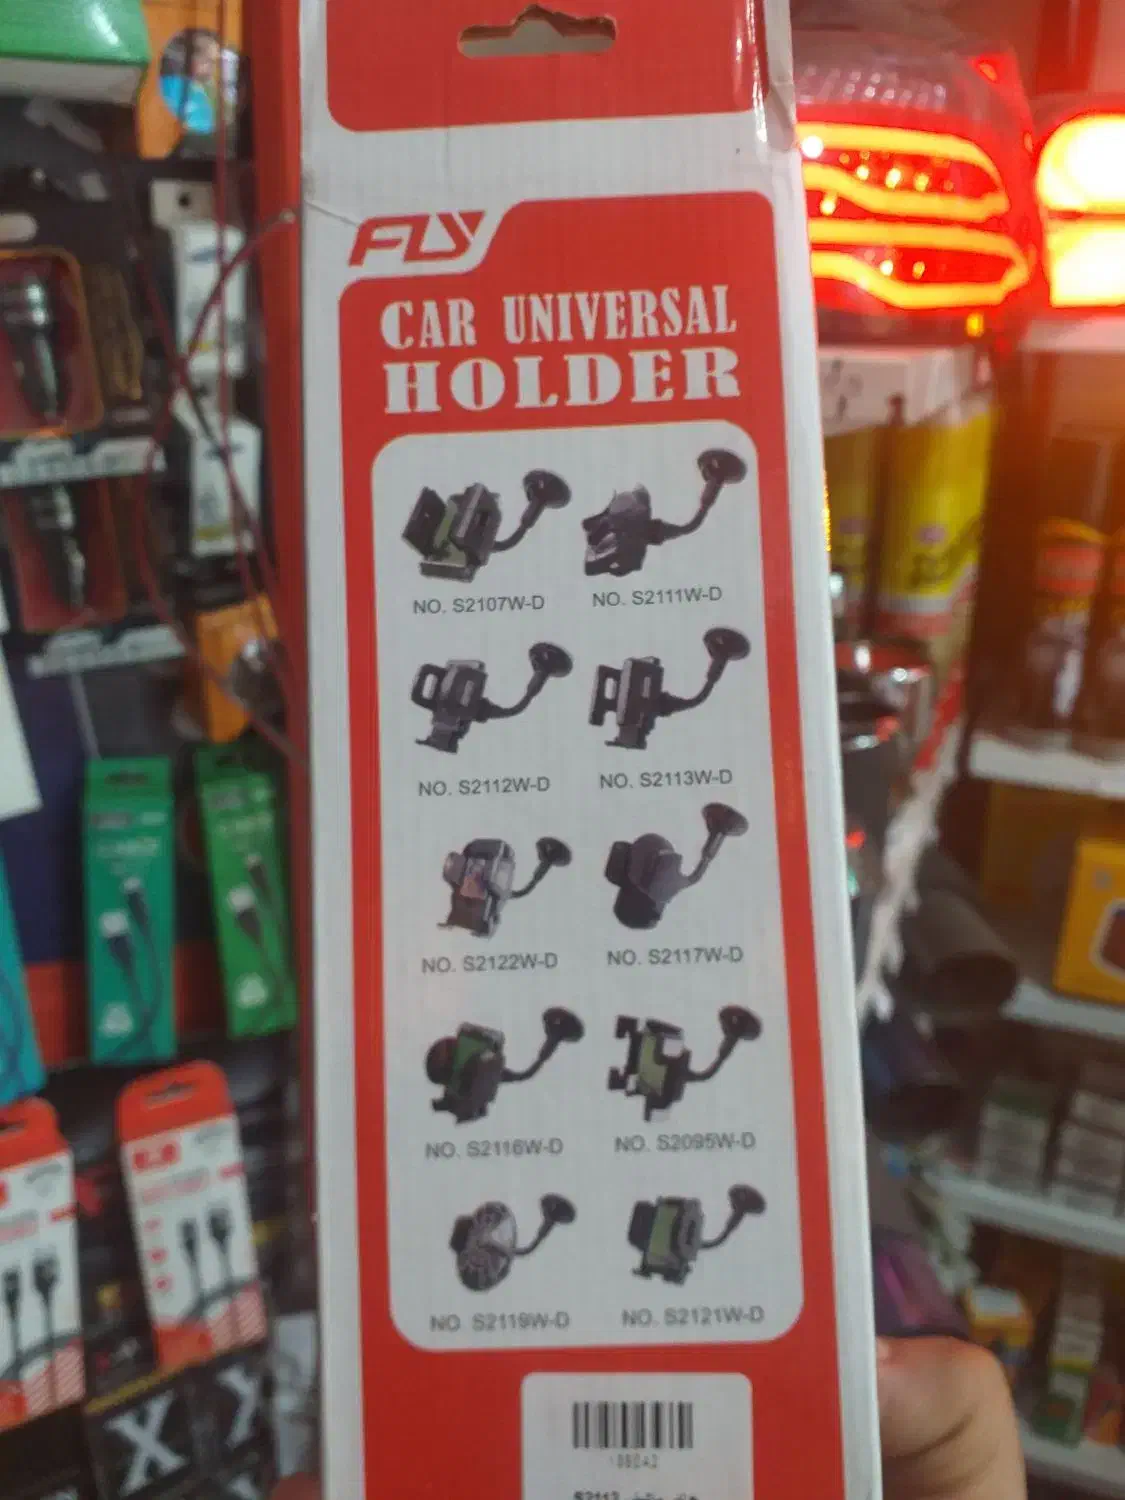 FLY
CAR UNIVERSAL
HOLDER
NO. S2107W-D
NO. S2111W-D
NO. S2112W-D
NO. S2113W-D
NO. S2122W-D
NO. S2117W-D
NO. S2116W-D
NO. S2095W-D
NO S2119W-D
NO. S2121W-D
X